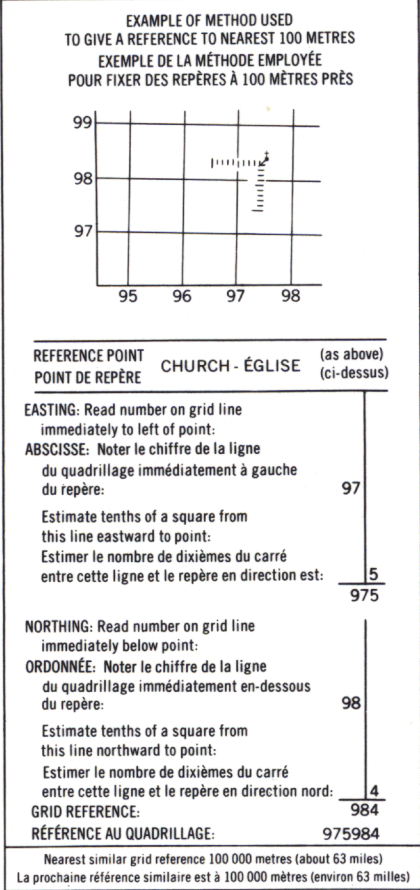 EXAMPLE OF METHOD USED
TO GIVE A REFERENCE TO NEAREST 100 METRES
EXEMPLE DE LA MÉTHODE EMPLOYÉE
POUR FIXER DES REPÈRES À 100 MÈTRES PRÈS
99
98
97
95 96 97 98
REFERENCE POINT
POINT DE REPÈRE
CHURCH - ÉGLISE
(as above)
(ci-dessus)
EASTING: Read number on grid line
immediately to left of point:
ABSCISSE: Noter le chiffre de la ligne
du quadrillage immédiatement à gauche
du repère: 97
Estimate tenths of a square from
this line eastward to point:
Estimer le nombre de dixièmes du carré
entre cette ligne et le repère en direction est: 5
975
NORTHING: Read number on grid line
immediately below point:
ORDONNÉE: Noter le chiffre de la ligne
du quadrillage immédiatement en-dessous
du repère: 98
Estimate tenths of a square from
this line northward to point:
Estimer le nombre de dixièmes du carré
entre cette ligne et le repère en direction nord: 4
GRID REFERENCE: 984
RÉFÉRENCE AU QUADRILLAGE: 975984
Nearest similar grid reference 100 000 metres (about 63 miles)
La prochaine référence similaire est à 100 000 mètres (environ 63 milles)